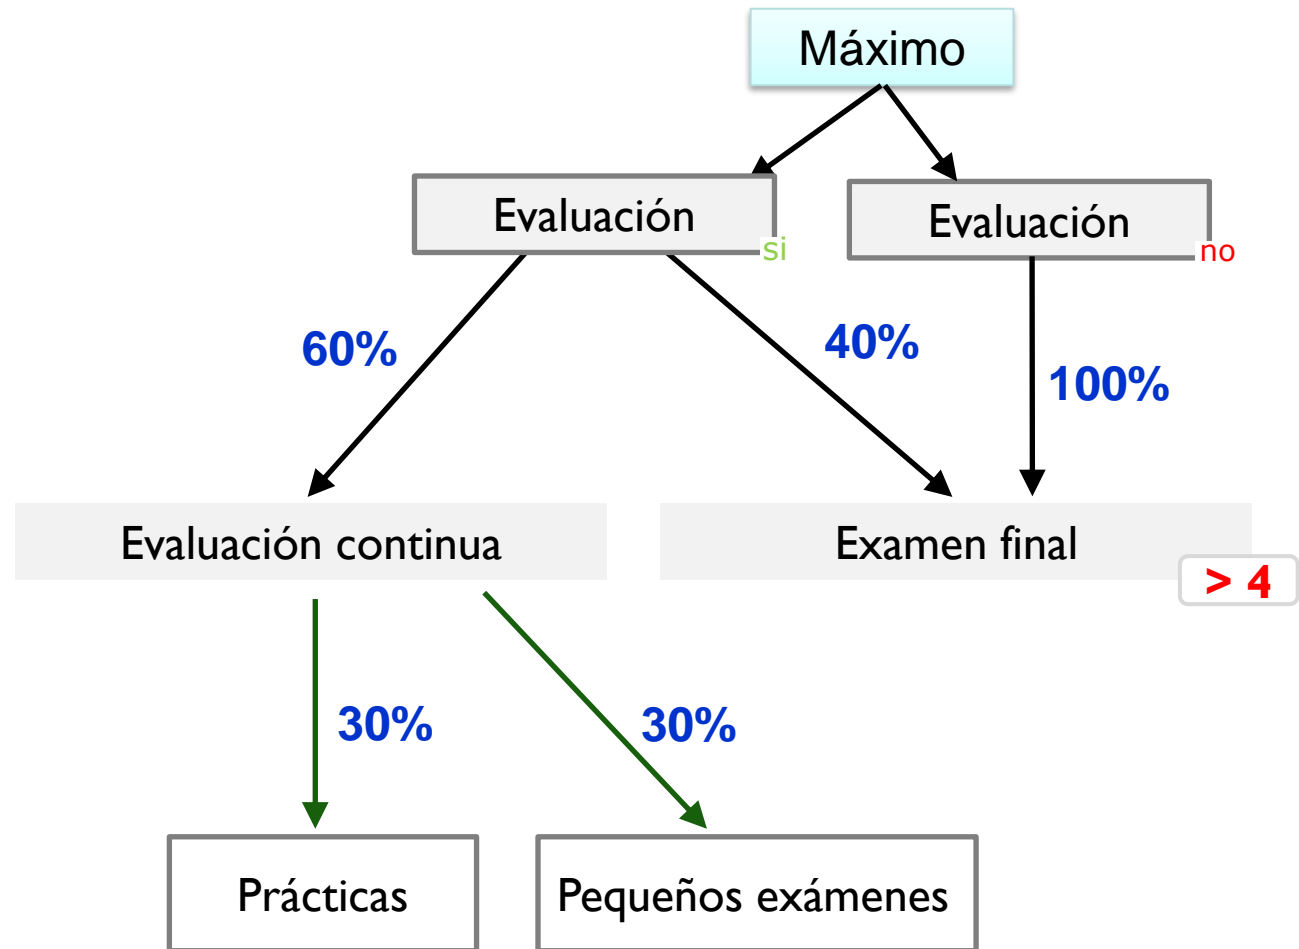 Máximo
Evaluación
si
Evaluación
no
60%
40%
100%
Evaluación continua
Examen final
> 4
30%
30%
Prácticas
Pequeños exámenes